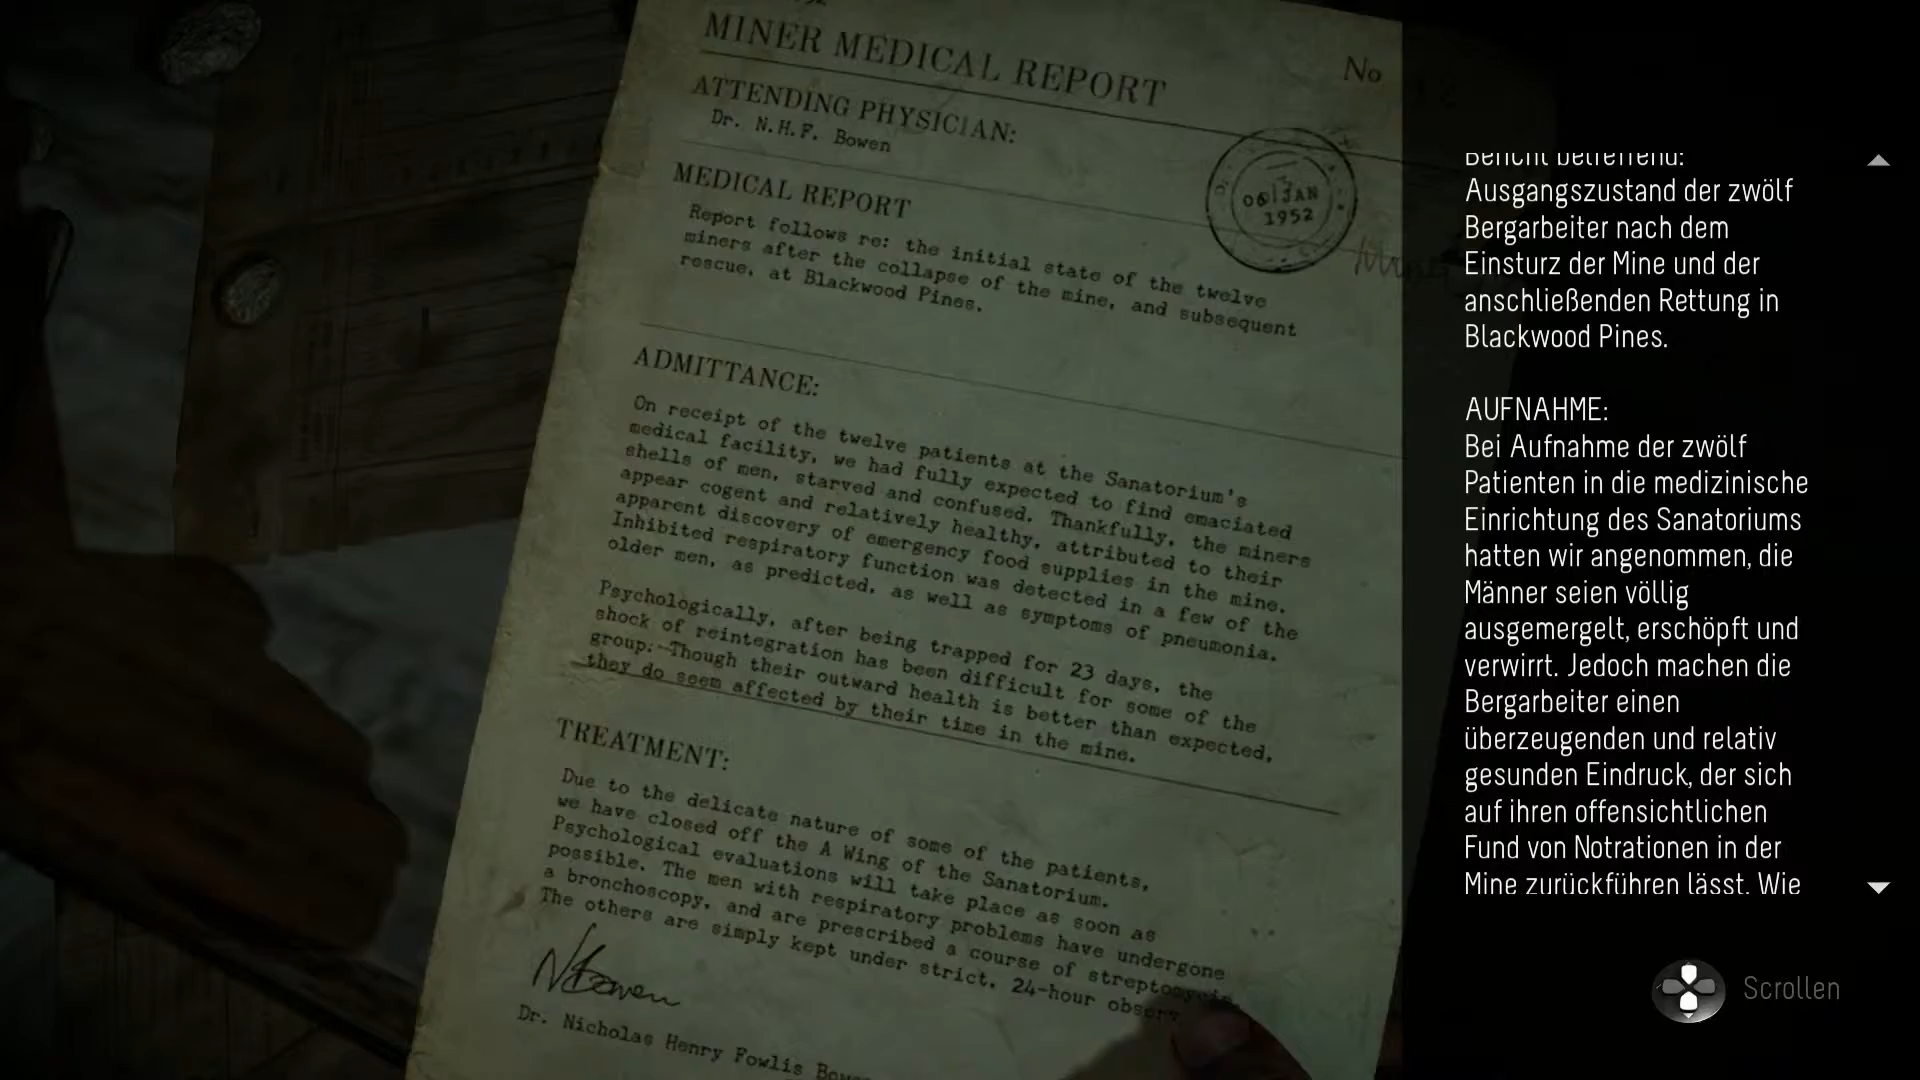 MINER MEDICAL REPORT
No
ATTENDING PHYSICIAN:
Dr. N.H.F. Bowen
06 JAN
1952
MEDICAL REPORT
Report follows re: the initial state of the twelve
miners after the collapse of the mine, and subsequent
rescue, at Blackwood Pines.
ADMITTANCE:
On receipt of the twelve patients at the Sanatorium's
medical facility, we had fully expected to find emaciated
shells of men, starved and confused. Thankfully, the miners
appear cogent and relatively healthy, attributed to their
apparent discovery of emergency food supplies in the mine.
Inhibited respiratory function was detected in a few of the
older men, as predicted, as well as symptoms of pneumonia.
Psychologically, after being trapped for 23 days, the
shock of reintegration has been difficult for some of the
group. Though their outward health is better than expected,
they do seem affected by their time in the mine.
TREATMENT:
Due to the delicate nature of some of the patients,
we have closed off the A Wing of the Sanatorium.
Psychological evaluations will take place as soon as
possible. The men with respiratory problems have undergone
a bronchoscopy, and are prescribed a course of
The others are simply kept under strict, 24-hour
NBowen
Dr. Nicholas Henry Fowlis
Bericht betreffend:
Ausgangszustand der zwölf
Bergarbeiter nach dem
Einsturz der Mine und der
anschließenden Rettung in
Blackwood Pines.
AUFNAHME:
Bei Aufnahme der zwölf
Patienten in die medizinische
Einrichtung des Sanatoriums
hatten wir angenommen, die
Männer seien völlig
ausgemergelt, erschöpft und
verwirrt. Jedoch machen die
Bergarbeiter einen
überzeugenden und relativ
gesunden Eindruck, der sich
auf ihren offensichtlichen
Fund von Notrationen in der
Mine zurückführen lässt. Wie
Scrollen